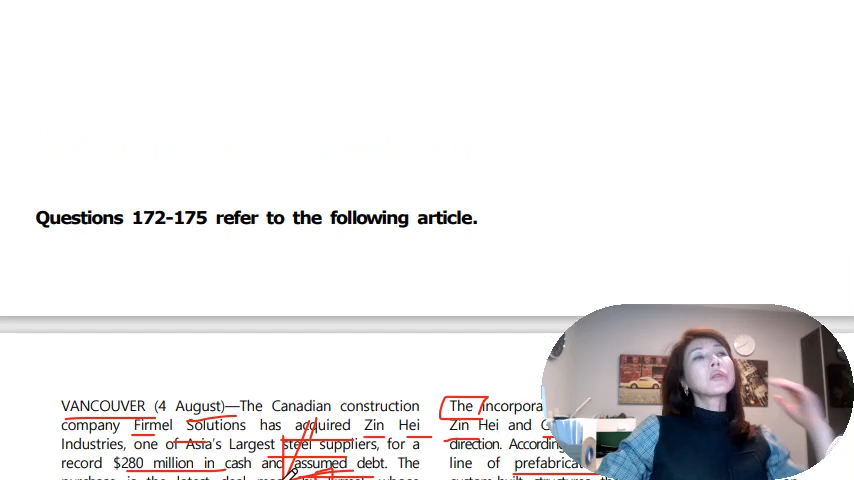 Questions 172-175 refer to the following article.
VANCOUVER (4 August)—The Canadian construction
company Firmel Solutions has acquired Zin Hei
Industries, one of Asia's Largest steel suppliers, for a
record $280 million in cash and assumed debt. The
The incorpora
Zin Hei and
direction.
line of prefabricat